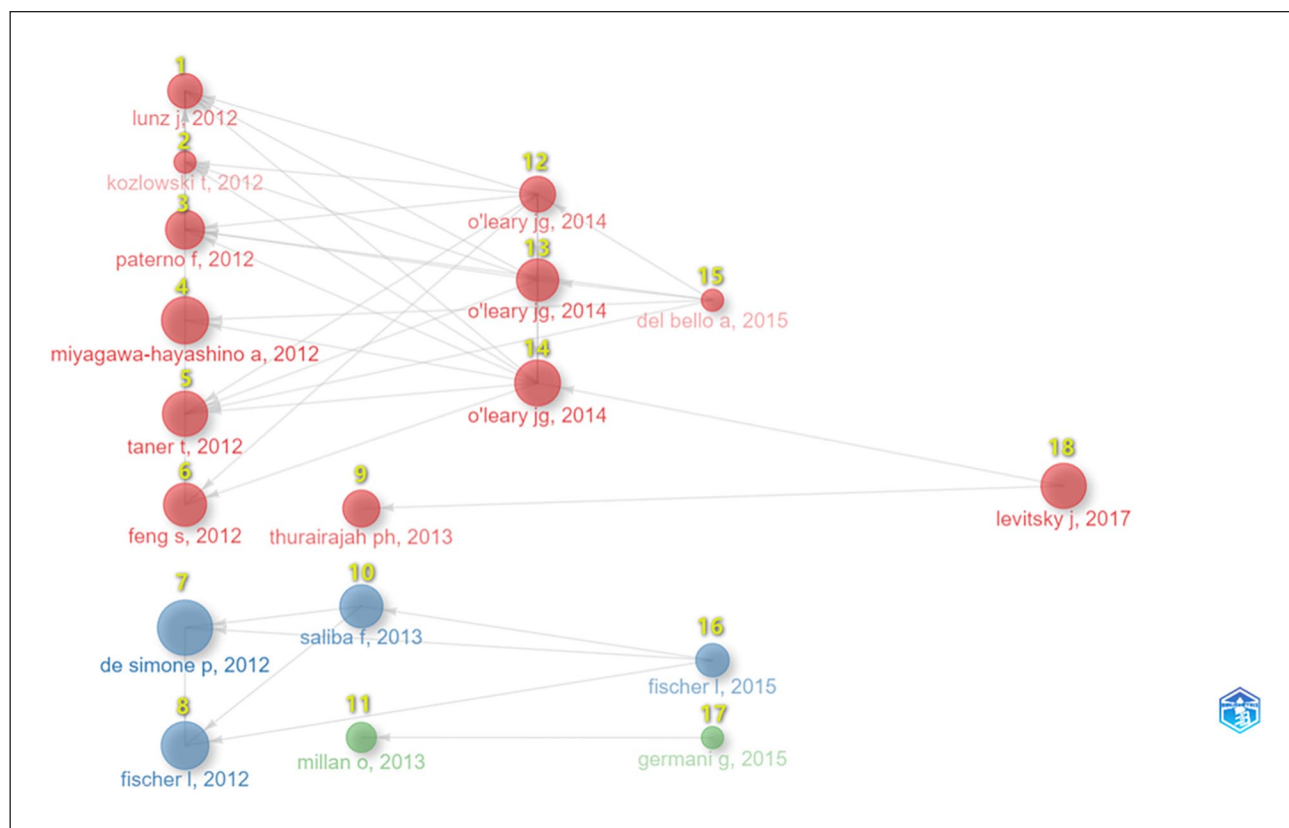 1
lunz j, 2012
2
kozlowski t, 2012
3
paterno f, 2012
4
miyagawa-hayashino a, 2012
5
taner t, 2012
6
feng s, 2012
7
de simone p, 2012
8
fischer l, 2012
9
thurairajah ph, 2013
10
saliba f, 2013
11
millan o, 2013
12
o'leary jg, 2014
13
o'leary jg, 2014
14
o'leary jg, 2014
15
del bello a, 2015
16
fischer l, 2015
17
germani g, 2015
18
levitsky j, 2017